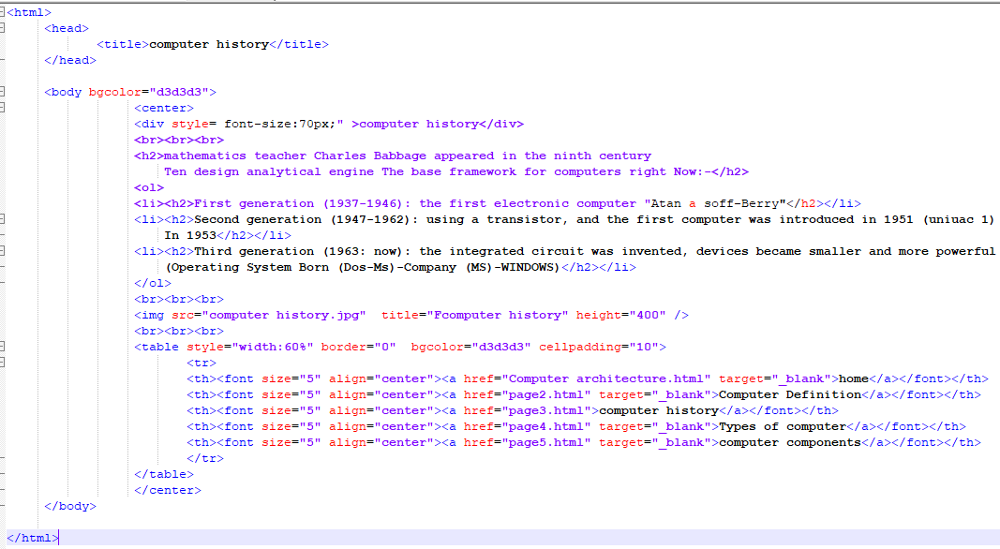 <html>
<head>
<title>computer history</title>
</head>
<body bgcolor="d3d3d3">
<center>
<div style= font-size:70px;" >computer history</div>
<br><br><br>
<h2>mathematics teacher Charles Babbage appeared in the ninth century
Ten design analytical engine The base framework for computers right Now:-</h2>
<ol>
<li><h2>First generation (1937-1946): the first electronic computer "Atan a soff-Berry"</h2></li>
<li><h2>Second generation (1947-1962): using a transistor, and the first computer was introduced in 1951 (uniuac 1)
In 1953</h2></li>
<li><h2>Third generation (1963: now): the integrated circuit was invented, devices became smaller and more powerful
(Operating System Born (Dos-Ms)-Company (MS)-WINDOWS)</h2></li>
</ol>
<br><br><br>
<img src="computer history.jpg"  title="Fcomputer history" height="400" />
<br><br><br>
<table style="width:60%" border="0"  bgcolor="d3d3d3" cellpadding="10">
<tr>
<th><font size="5" align="center"><a href="Computer architecture.html" target="_blank">home</a></font></th>
<th><font size="5" align="center"><a href="page2.html" target="_blank">Computer Definition</a></font></th>
<th><font size="5" align="center"><a href="page3.html">computer history</a></font></th>
<th><font size="5" align="center"><a href="page4.html" target="_blank">Types of computer</a></font></th>
<th><font size="5" align="center"><a href="page5.html" target="_blank">computer components</a></font></th>
</tr>
</table>
</center>
</body>
</html>